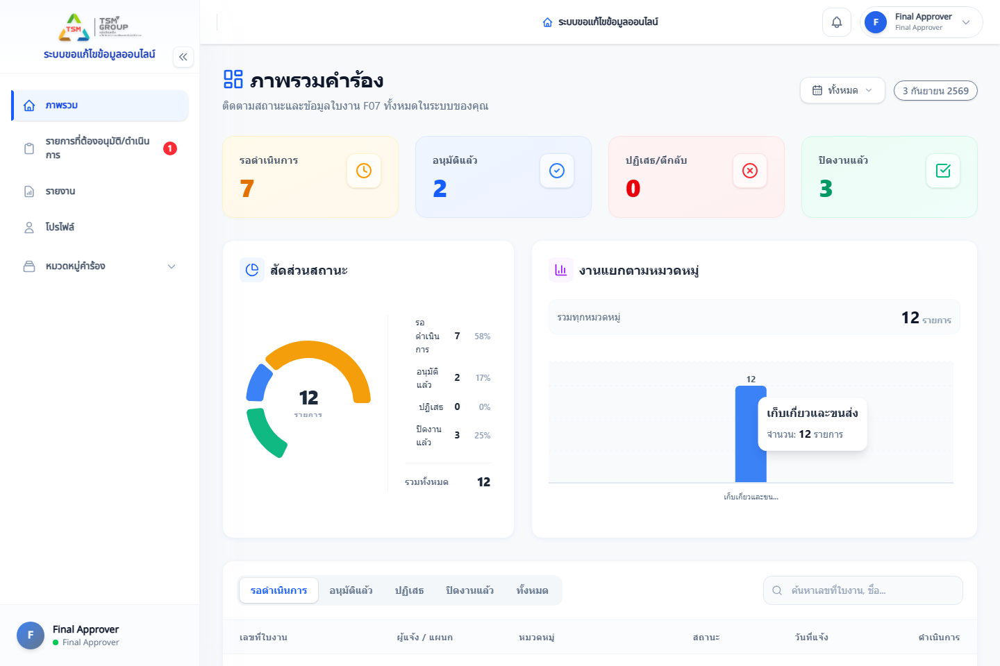 TSM
TSM GROUP
ระบบขอแก้ไขข้อมูลออนไลน์
ภาพรวม
รายการที่ต้องอนุมัติ/ดำเนิน
การ
1
รายงาน
โปรไฟล์
หมวดหมู่คำร้อง
F
Final Approver
Final Approver
ระบบขอแก้ไขข้อมูลออนไลน์
F
Final Approver
Final Approver
ภาพรวมคำร้อง
ติดตามสถานะและข้อมูลใบงาน F07 ทั้งหมดในระบบของคุณ
ทั้งหมด
3 กันยายน 2569
รอดำเนินการ
7
อนุมัติแล้ว
2
ปฏิเสธ/ตีกลับ
0
ปิดงานแล้ว
3
สัดส่วนสถานะ
12
รายการ
รอ
ดำเนิน
การ
7 58%
อนุมัติ
แล้ว
2 17%
ปฏิเสธ 0 0%
ปิดงาน
แล้ว
3 25%
รวมทั้งหมด 12
งานแยกตามหมวดหมู่
รวมทุกหมวดหมู่ 12 รายการ
12
เก็บเกี่ยวและขนส่ง
จำนวน: 12 รายการ
เก็บเกี่ยวและขน...
รอดำเนินการ อนุมัติแล้ว ปฏิเสธ ปิดงานแล้ว ทั้งหมด
ค้นหาเลขที่ใบงาน, ชื่อ...
เลขที่ใบงาน ผู้แจ้ง / แผนก หมวดหมู่ สถานะ วันที่แจ้ง ดำเนินการ